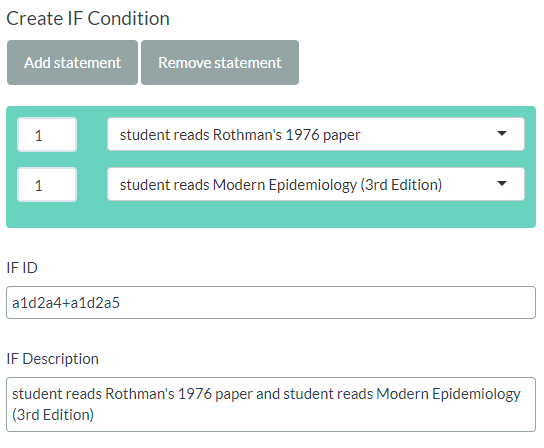 Create IF Condition
Add statement Remove statement
1 student reads Rothman's 1976 paper
1 student reads Modern Epidemiology (3rd Edition)
IF ID
a1d2a4+a1d2a5
IF Description
student reads Rothman's 1976 paper and student reads Modern Epidemiology
(3rd Edition)